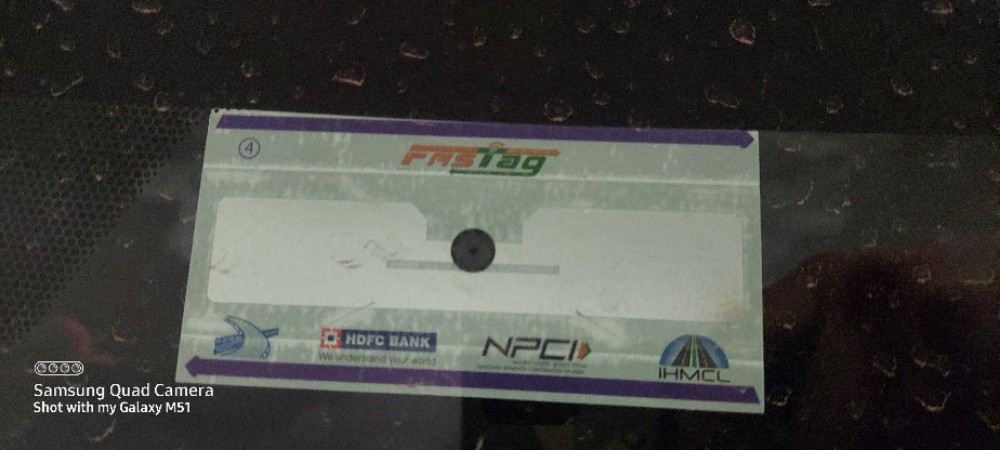 4
FASTag
HDFC BANK
We understand your world
NPCI
IHMCL
Samsung Quad Camera
Shot with my Galaxy M51